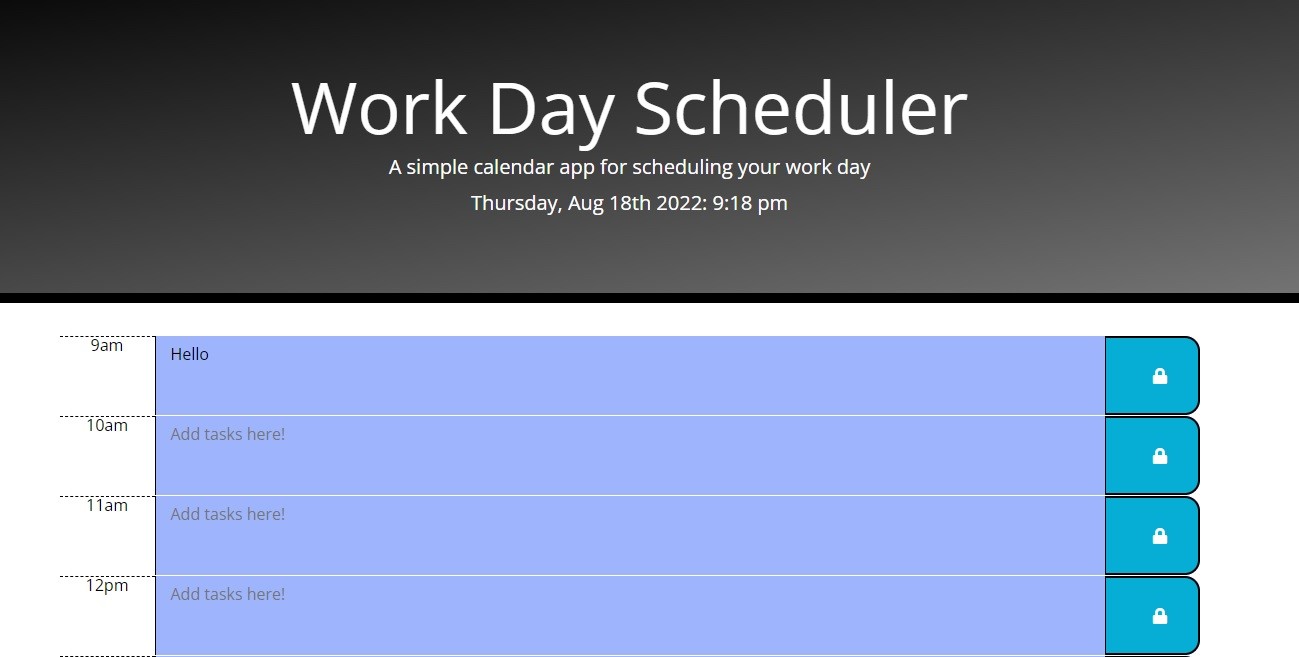 Work Day Scheduler
A simple calendar app for scheduling your work day
Thursday, Aug 18th 2022: 9:18 pm
9am
Hello
10am
Add tasks here!
11am
Add tasks here!
12pm
Add tasks here!